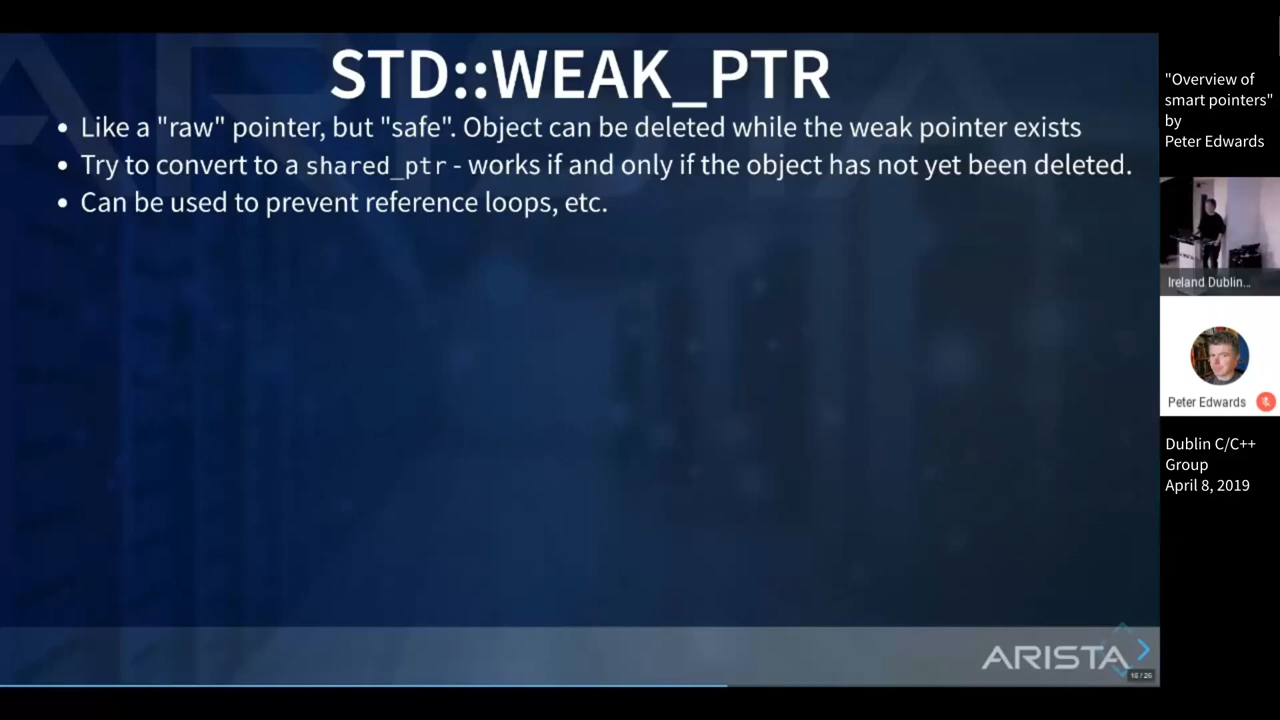 STD::WEAK_PTR
Like a "raw" pointer, but "safe". Object can be deleted while the weak pointer exists
Try to convert to a shared_ptr - works if and only if the object has not yet been deleted.
Can be used to prevent reference loops, etc.
ARISTA
16 / 26
"Overview of
smart pointers"
by
Peter Edwards
Ireland Dublin...
Peter Edwards
Dublin C/C++
Group
April 8, 2019